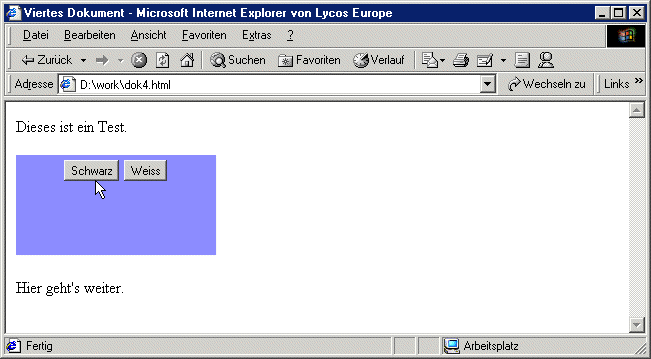 Viertes Dokument - Microsoft Internet Explorer von Lycos Europe
Datei Bearbeiten Ansicht Favoriten Extras ?
Zurück Suchen Favoriten Verlauf
Adresse D:\work\dok4.html Wechseln zu Links »
Dieses ist ein Test.
Schwarz Weiss
Hier geht's weiter.
Fertig Arbeitsplatz